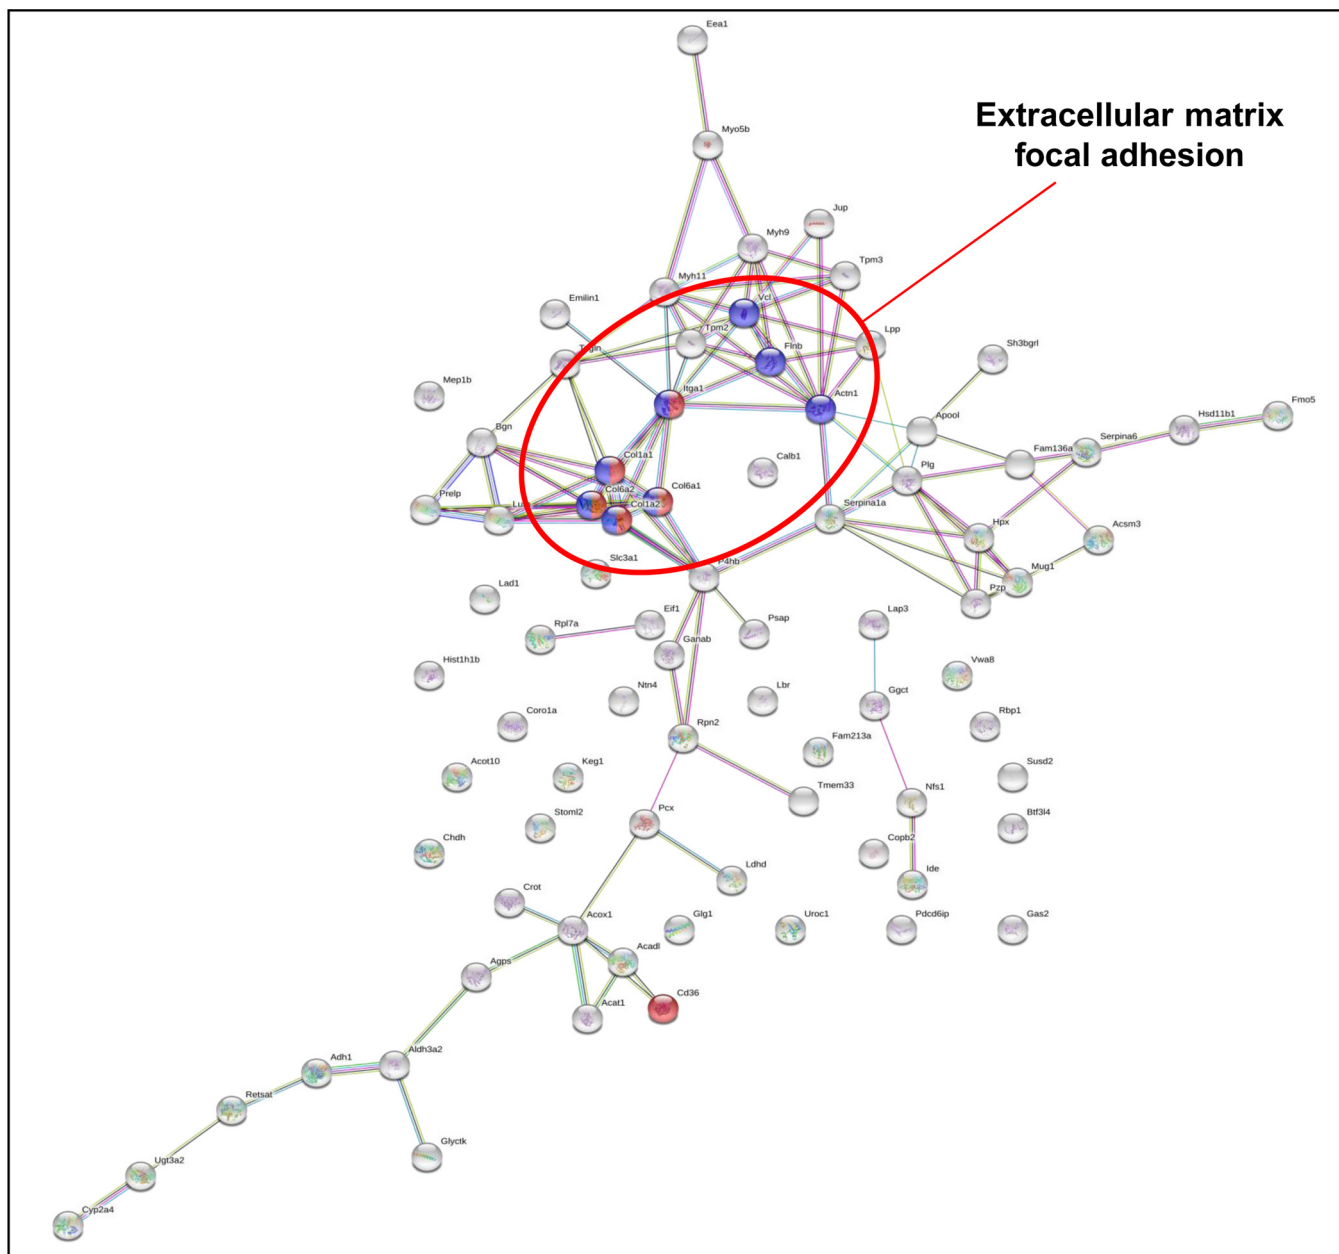 Eea1
Extracellular matrix
focal adhesion
Myo5b
Jup
Myh9
Tpm3
Myh11
Vcl
Emilin1
Tpm2
Lpp
Flnb
Tagln
Sh3bgrl
Mep1b
Itga1
Actn1
Apool
Hsd11b1
Fmo5
Bgn
Serpina6
Col1a1
Calb1
Fam136a
Plg
Col6a2
Col6a1
Prelp
Lum
Col1a2
Serpina1a
Hpx
Acsm3
Slc3a1
P4hb
Mug1
Pzp
Lad1
Eif1
Psap
Lap3
Rpl7a
Ganab
Hist1h1b
Vwa8
Ntn4
Lbr
Ggct
Coro1a
Rpn2
Rbp1
Fam213a
Acot10
Keg1
Susd2
Tmem33
Nfs1
Stoml2
Pcx
Btf3l4
Chdh
Copb2
Ldhd
Ide
Crot
Acox1
Glg1
Uroc1
Pdcd6ip
Gas2
Acadl
Agps
Cd36
Acat1
Aldh3a2
Adh1
Retsat
Glyctk
Ugt3a2
Cyp2a4